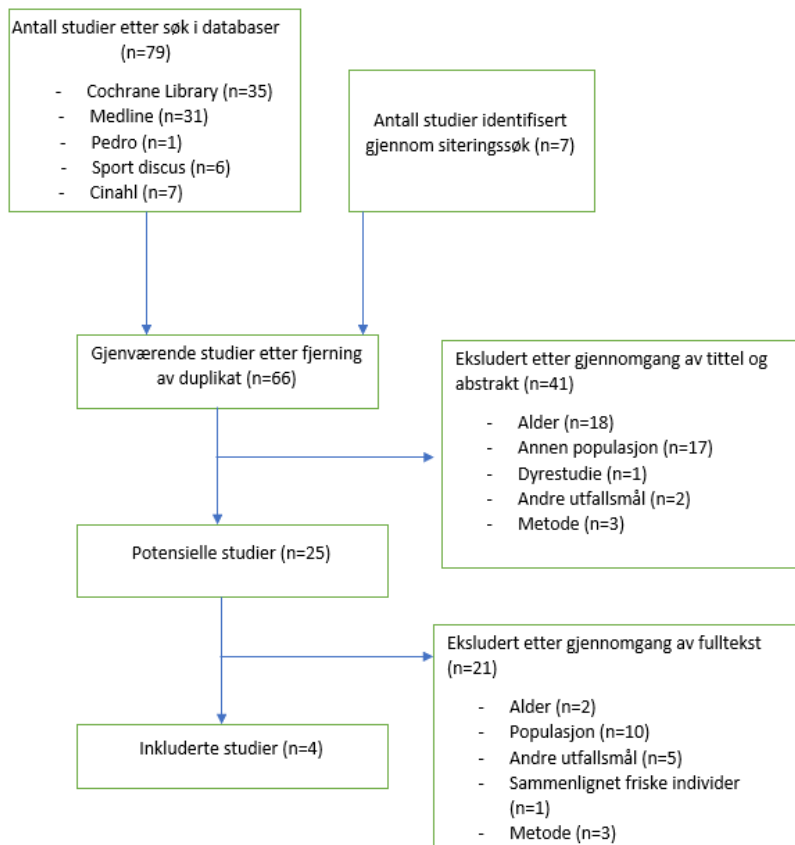 Antall studier etter søk i databaser
(n=79)
- Cochrane Library (n=35)
- Medline (n=31)
- Pedro (n=1)
- Sport discus (n=6)
- Cinahl (n=7)
Antall studier identifisert
gjennom siteringssøk (n=7)
Gjenværende studier etter fjerning
av duplikat (n=66)
Eksludert etter gjennomgang av tittel og
abstrakt (n=41)
- Alder (n=18)
- Annen populasjon (n=17)
- Dyrestudie (n=1)
- Andre utfallsmål (n=2)
- Metode (n=3)
Potensielle studier (n=25)
Eksludert etter gjennomgang av fulltekst
(n=21)
- Alder (n=2)
- Populasjon (n=10)
- Andre utfallsmål (n=5)
- Sammenlignet friske individer
(n=1)
- Metode (n=3)
Inkluderte studier (n=4)